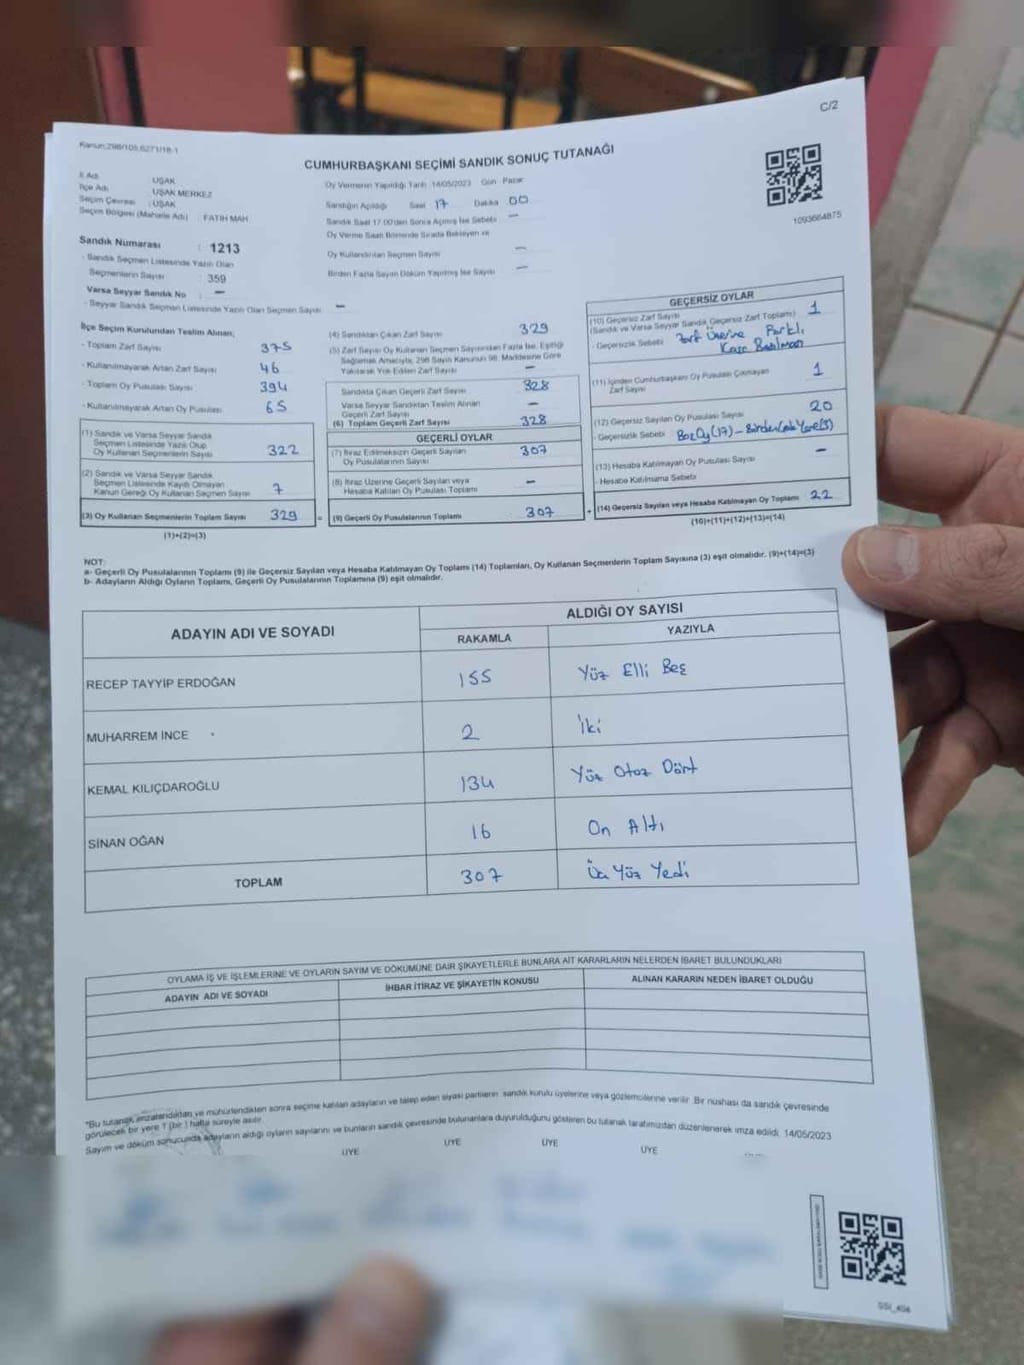 C/2
Kanun;298/105,6271/18-1
CUMHURBAŞKANI SEÇİMİ SANDIK SONUÇ TUTANAĞI
İl Adı : UŞAK
İlçe Adı : UŞAK MERKEZ
Seçim Çevresi : UŞAK
Seçim Bölgesi (Mahalle Adı) : FATİH MAH
Oy Vermenin Yapıldığı Tarih 14/05/2023 Gün Pazar
Sandığın Açıldığı Saat 17 Dakika 00
Sandık Saat 17.00'den Sonra Açılmış İse Sebebi —
Oy Verme Saati Bitiminde Sırada Bekleyen ve
Oy Kullandırılan Seçmen Sayısı —
Birden Fazla Sayım Döküm Yapılmış İse Sayısı —
1093664875
Sandık Numarası : 1213
- Sandık Seçmen Listesinde Yazılı Olan
Seçmenlerin Sayısı : 359
Varsa Seyyar Sandık No : —
- Seyyar Sandık Seçmen Listesinde Yazılı Olan Seçmen Sayısı —
İlçe Seçim Kurulundan Teslim Alınan;
- Toplam Zarf Sayısı 375
- Kullanılmayarak Artan Zarf Sayısı 46
- Toplam Oy Pusulası Sayısı 394
- Kullanılmayarak Artan Oy Pusulası 65
(1) Sandık ve Varsa Seyyar Sandık
Seçmen Listesinde Yazılı Olup
Oy Kullanan Seçmenlerin Sayısı 322
(2) Sandık ve Varsa Seyyar Sandık
Seçmen Listesinde Kayıtlı Olmayan
Kanun Gereği Oy Kullanan Seçmen Sayısı 7
(3) Oy Kullanan Seçmenlerin Toplam Sayısı 329 =
(1)+(2)=(3)
(4) Sandıktan Çıkan Zarf Sayısı 329
(5) Zarf Sayısı Oy Kullanan Seçmen Sayısından Fazla İse, Eşitliği
Sağlamak Amacıyla, 298 Sayılı Kanunun 98. Maddesine Göre
Yakılarak Yok Edilen Zarf Sayısı —
Sandıkta Çıkan Geçerli Zarf Sayısı 328
Varsa Seyyar Sandıktan Teslim Alınan
Geçerli Zarf Sayısı —
(6) Toplam Geçerli Zarf Sayısı 328
GEÇERLİ OYLAR
(7) İtiraz Edilmeksizin Geçerli Sayılan
Oy Pusulalarının Sayısı 307
(8) İtiraz Üzerine Geçerli Sayılan veya
Hesaba Katılan Oy Pusulaları Toplamı —
(9) Geçerli Oy Pusulalarının Toplamı 307 +
GEÇERSİZ OYLAR
(10) Geçersiz Zarf Sayısı
(Sandık ve Varsa Seyyar Sandık Geçersiz Zarf Toplamı) 1
- Geçersizlik Sebebi Zarf Üzerine Farklı
Kaşe Basılması
(11) İçinden Cumhurbaşkanı Oy Pusulası Çıkmayan
Zarf Sayısı 1
(12) Geçersiz Sayılan Oy Pusulası Sayısı 20
- Geçersizlik Sebebi Boz Oy (17) –
(13) Hesaba Katılmayan Oy Pusulası Sayısı —
- Hesaba Katılmama Sebebi
(14) Geçersiz Sayılan veya Hesaba Katılmayan Oy Toplamı 22
(10)+(11)+(12)+(13)=(14)
NOT:
a- Geçerli Oy Pusulalarının Toplamı (9) ile Geçersiz Sayılan veya Hesaba Katılmayan Oy Toplamı (14) Toplamları, Oy Kullanan Seçmenlerin Toplam Sayısına (3) eşit olmalıdır. (9)+(14)=(3)
b- Adayların Aldığı Oyların Toplamı, Geçerli Oy Pusulalarının Toplamına (9) eşit olmalıdır.
ADAYIN ADI VE SOYADI
ALDIĞI OY SAYISI
RAKAMLA YAZIYLA
RECEP TAYYİP ERDOĞAN 155 Yüz Elli Beş
MUHARREM İNCE 2 İki
KEMAL KILIÇDAROĞLU 134 Yüz Otuz Dört
SİNAN OĞAN 16 On Altı
TOPLAM 307 Üç Yüz Yedi
OYLAMA İŞ VE İŞLEMLERİNE VE OYLARIN SAYIM VE DÖKÜMÜNE DAİR ŞİKAYETLERLE BUNLARA AİT KARARLARIN NELERDEN İBARET BULUNDUKLARI
ADAYIN ADI VE SOYADI İHBAR İTİRAZ VE ŞİKAYETİN KONUSU ALINAN KARARIN NEDEN İBARET OLDUĞU
"Bu tutanak imzalandıktan ve mühürlendikten sonra seçime katılan adayların ve talep eden siyasi partilerin sandık kurulu üyelerine veya gözlemcilerine verilir. Bir nüshası da sandık çevresinde
görülecek bir yere 1 (bir ) hafta süreyle asılır.
Sayım ve döküm sonucunda adayların aldığı oyların sayılarını ve bunların sandık çevresinde bulunanlara duyurulduğunu gösteren bu tutanak tarafımızdan düzenlenerek imza edildi. 14/05/2023
ÜYE ÜYE ÜYE ÜYE